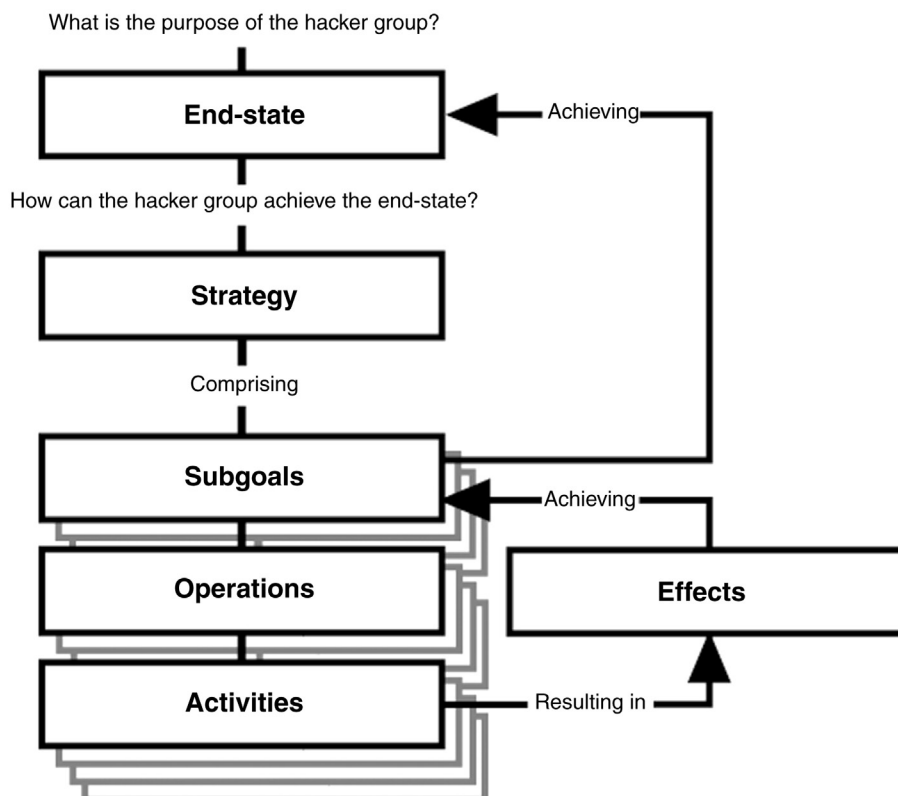 What is the purpose of the hacker group?
End-state
Achieving
How can the hacker group achieve the end-state?
Strategy
Comprising
Subgoals
Achieving
Operations
Effects
Activities
Resulting in